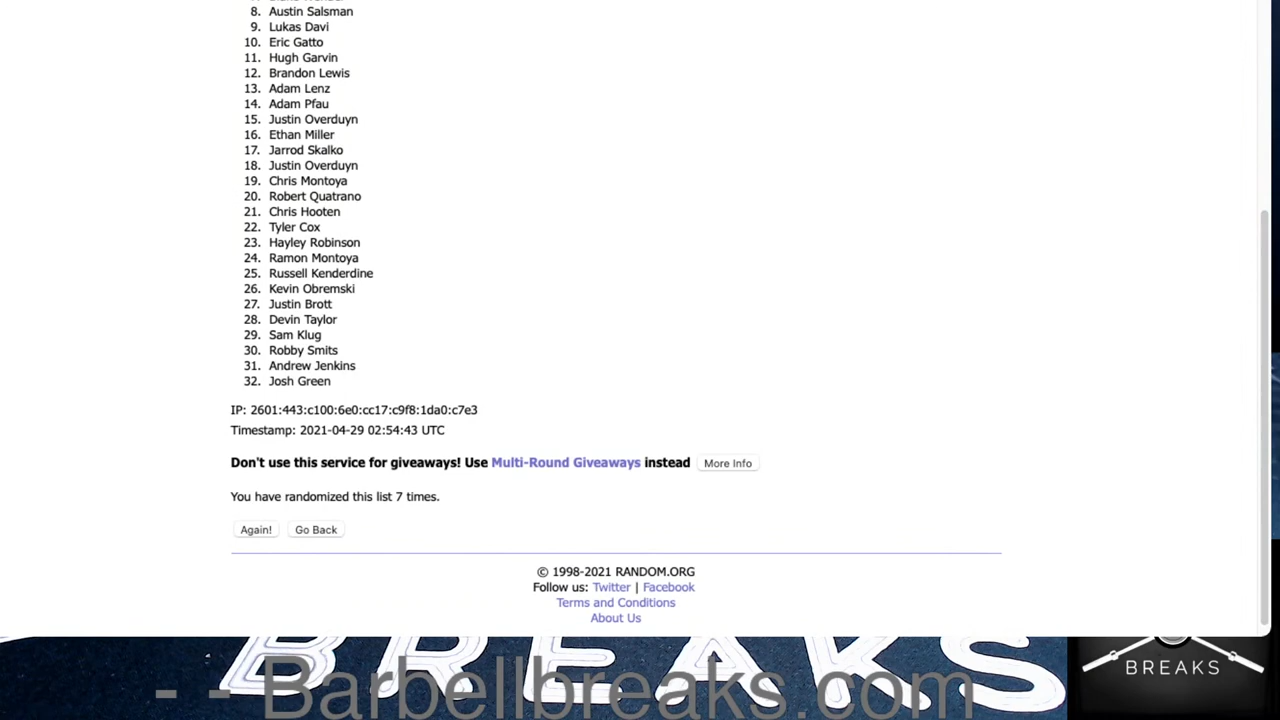 8. Austin Salsman
9. Lukas Davi
10. Eric Gatto
11. Hugh Garvin
12. Brandon Lewis
13. Adam Lenz
14. Adam Pfau
15. Justin Overduyn
16. Ethan Miller
17. Jarrod Skalko
18. Justin Overduyn
19. Chris Montoya
20. Robert Quatrano
21. Chris Hooten
22. Tyler Cox
23. Hayley Robinson
24. Ramon Montoya
25. Russell Kenderdine
26. Kevin Obremski
27. Justin Brott
28. Devin Taylor
29. Sam Klug
30. Robby Smits
31. Andrew Jenkins
32. Josh Green
IP: 2601:443:c100:6e0:cc17:c9f8:1da0:c7e3
Timestamp: 2021-04-29 02:54:43 UTC
Don't use this service for giveaways! Use Multi-Round Giveaways instead More Info
You have randomized this list 7 times.
Again! Go Back
© 1998-2021 RANDOM.ORG
Follow us: Twitter | Facebook
Terms and Conditions
About Us
BREAKS
BREAKS
- - Barbellbreaks.com